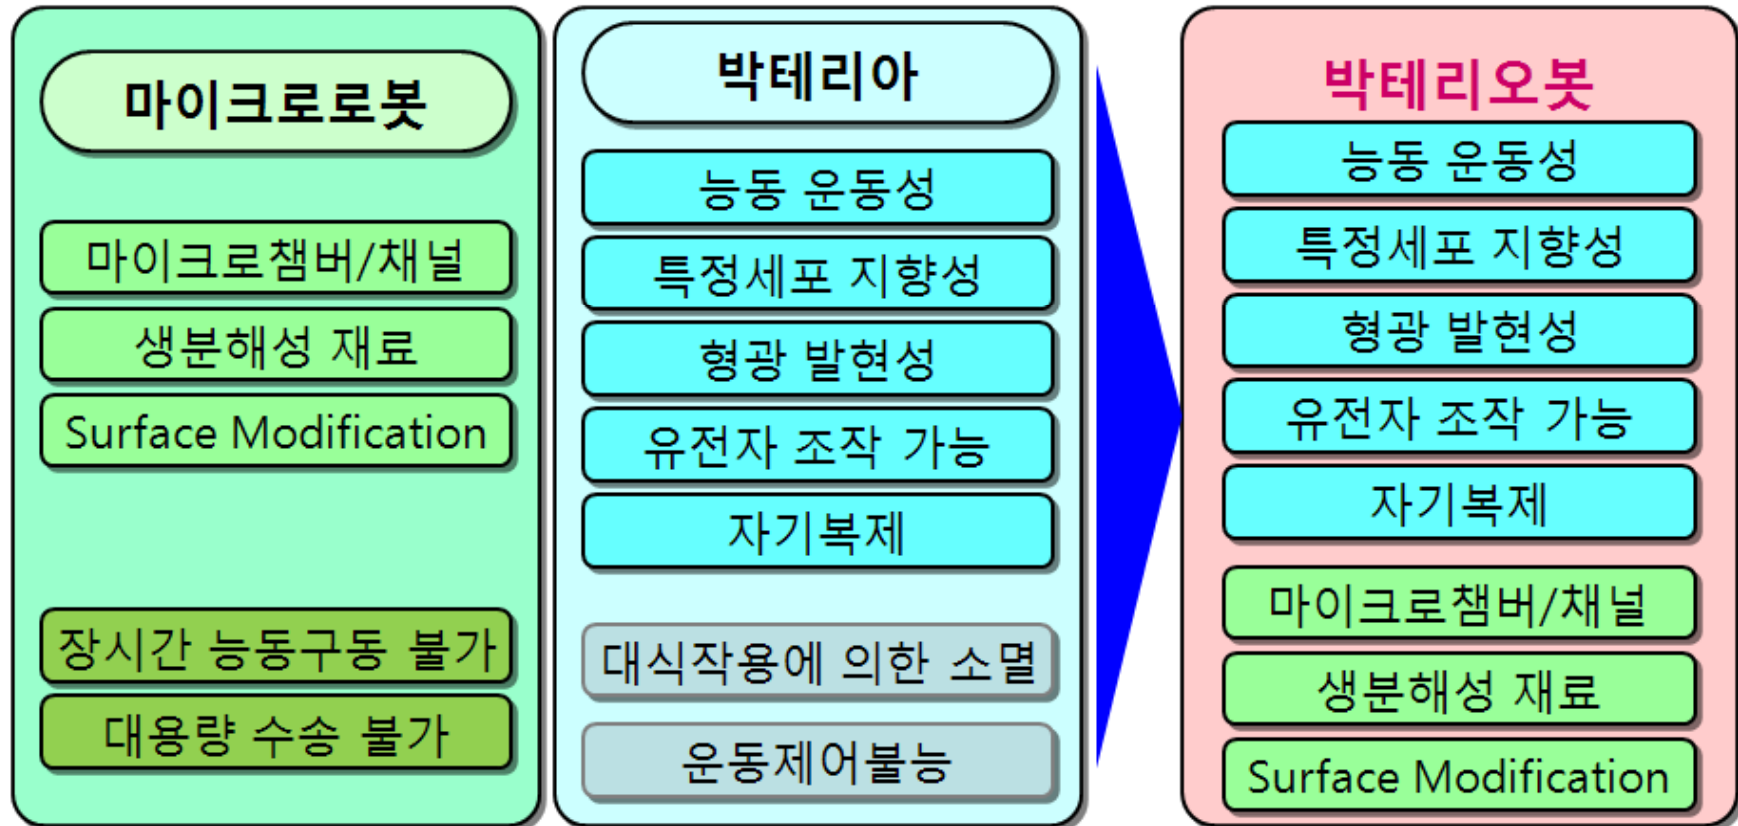 마이크로로봇
마이크로챔버/채널
생분해성 재료
Surface Modification
장시간 능동구동 불가
대용량 수송 불가
박테리아
능동 운동성
특정세포 지향성
형광 발현성
유전자 조작 가능
자기복제
대식작용에 의한 소멸
운동제어불능
박테리오봇
능동 운동성
특정세포 지향성
형광 발현성
유전자 조작 가능
자기복제
마이크로챔버/채널
생분해성 재료
Surface Modification